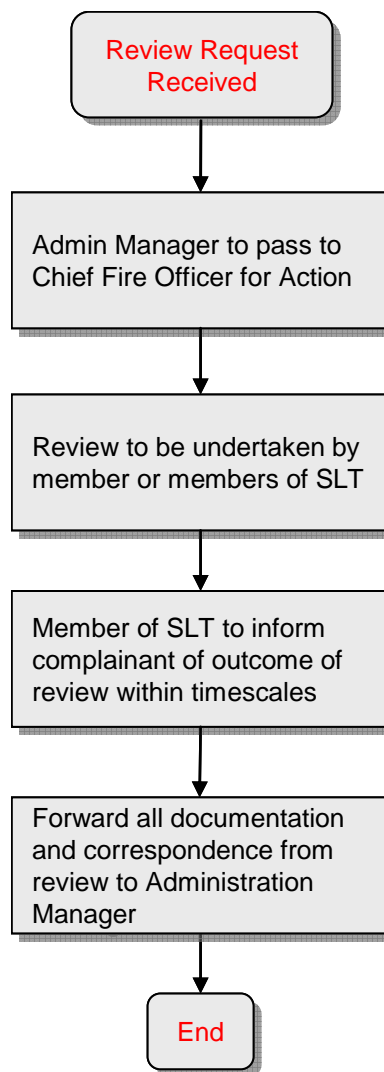 Review Request
Received
Admin Manager to pass to
Chief Fire Officer for Action
Review to be undertaken by
member or members of SLT
Member of SLT to inform
complainant of outcome of
review within timescales
Forward all documentation
and correspondence from
review to Administration
Manager
End